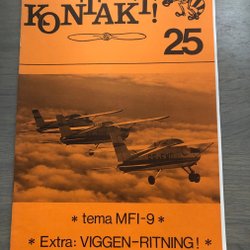 KONTAKT!
25
* tema MFI-9 *
* Extra: VIGGEN-RITNING! *